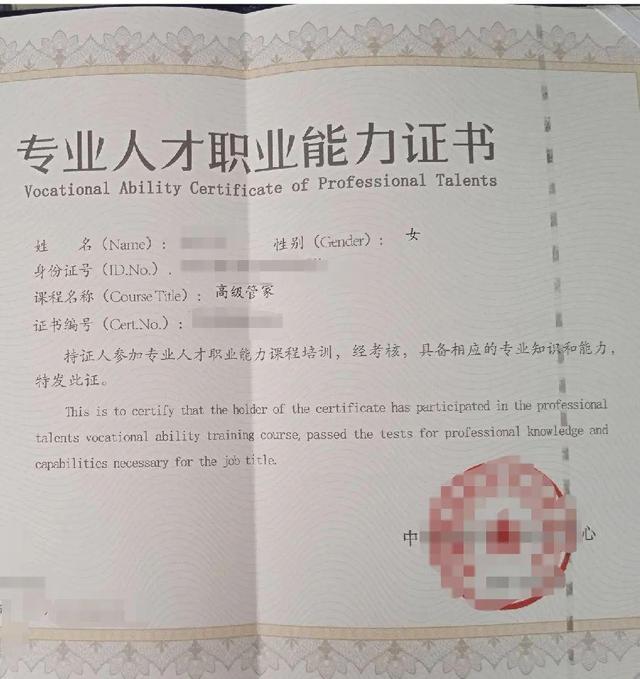 专业人才职业能力证书
Vocational Ability Certificate of Professional Talents
姓 名（Name）： 性别（Gender）： 女
身份证号（ID.No.）
课程名称（Course Title）：高级管家
证书编号（Cert.No.）：
持证人参加专业人才职业能力课程培训，经考核，具备相应的专业知识和能力，
特发此证。
This is to certify that the holder of the certificate has participated in the professional
talents vocational ability training course, passed the tests for professional knowledge and
capabilities necessary for the job title.
中 心